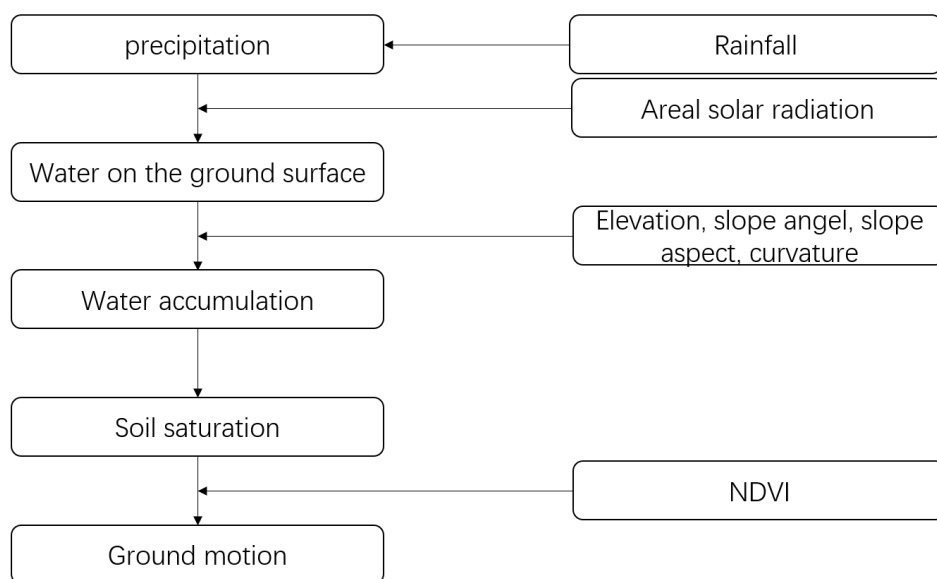 precipitation
Rainfall
Areal solar radiation
Water on the ground surface
Elevation, slope angel, slope
aspect, curvature
Water accumulation
Soil saturation
NDVI
Ground motion